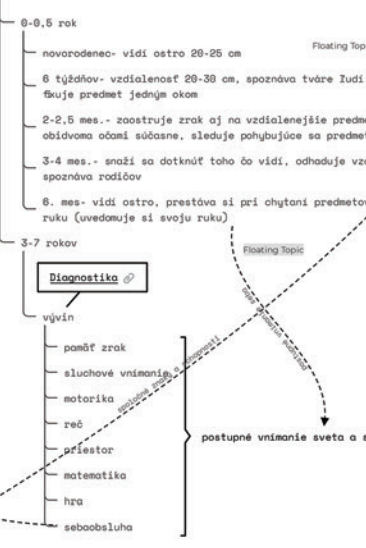 0-0,5 rok
Floating Top
novorodenec- vidí ostro 20-25 cm
6 týždňov- vzdialenosť 20-30 cm, spoznáva tváre ľudí
fixuje predmet jedným okom
2-2,5 mes.- zaostruje zrak aj na vzdialenejšie predme
obidvoma očami súčasne, sleduje pohybujúce sa predmet
3-4 mes.- snaží sa dotknúť toho čo vidí, odhaduje vzd
spoznáva rodičov
6. mes- vidí ostro, prestáva si pri chytaní predmetov
ruku (uvedomuje si svoju ruku)
3-7 rokov
Floating Topic
Diagnostika
vývin
pamäť zrak
sluchové vnímanie
motorika
spoločné znaky a schopnosti
reč
postupné vnímanie sveta a s
priestor
matematika
hra
sebaobsluha